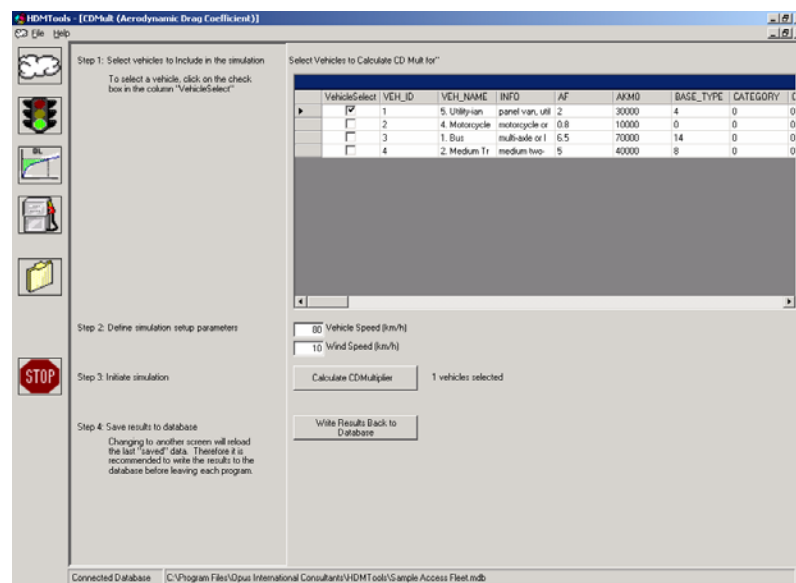 HDMTools - [CDMult (Aerodynamic Drag Coefficient)]
File Help
Step 1: Select vehicles to Include in the simulation
To select a vehicle, click on the check
box in the column "VehicleSelect"
Select Vehicles to Calculate CD Mult for"
VehicleSelect VEH_ID VEH_NAME INFO AF AKM0 BASE_TYPE CATEGORY C
1 5. Utility-ian panel van, util 2 30000 4 0 0
2 4. Motorcycle motorcycle or 0.8 10000 0 0 0
3 1. Bus multi-axle or l 6.5 70000 14 0 0
4 2. Medium Tr medium two- 5 40000 8 0 0
BL
Step 2: Define simulation setup parameters
80 Vehicle Speed (km/h)
10 Wind Speed (km/h)
STOP
Step 3: Initiate simulation
Calculate CDMultiplier
1 vehicles selected
Step 4: Save results to database
Changing to another screen will reload
the last "saved" data. Therefore it is
recommended to write the results to the
database before leaving each program.
Write Results Back to
Database
Connected Database C:\Program Files\Opus International Consultants\HDMTools\Sample Access Fleet.mdb